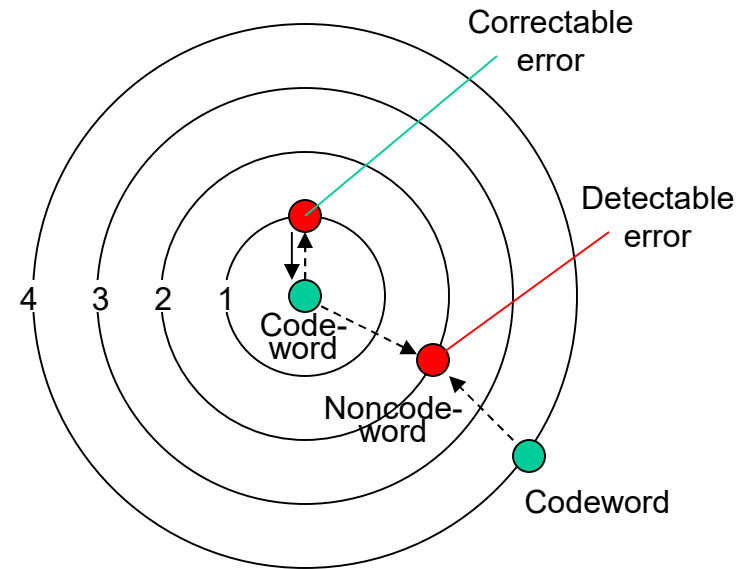 Correctable
error
Detectable
error
4 3 2 1
Code-
word
Noncode-
word
Codeword